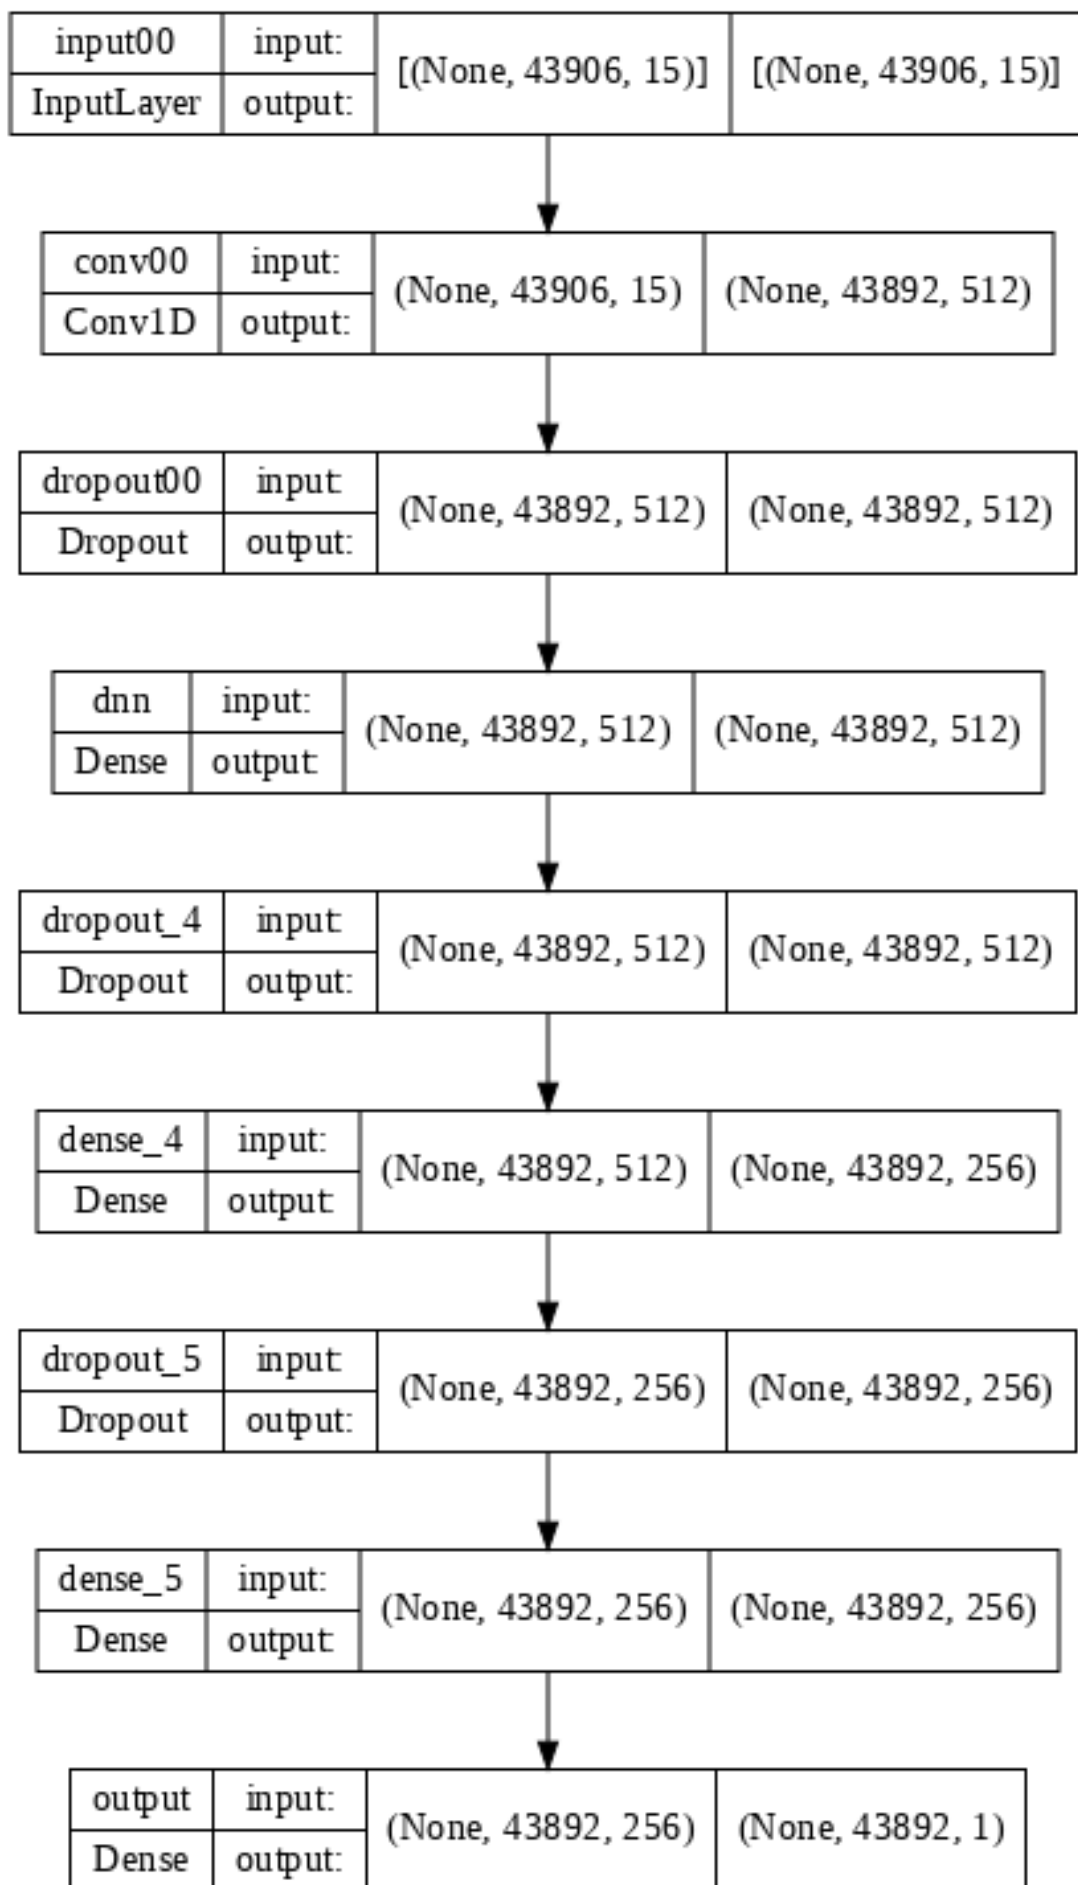 input00 input: [(None, 43906, 15)] [(None, 43906, 15)]
InputLayer output:
conv00 input: (None, 43906, 15) (None, 43892, 512)
Conv1D output:
dropout00 input: (None, 43892, 512) (None, 43892, 512)
Dropout output:
dnn input: (None, 43892, 512) (None, 43892, 512)
Dense output:
dropout_4 input: (None, 43892, 512) (None, 43892, 512)
Dropout output:
dense_4 input: (None, 43892, 512) (None, 43892, 256)
Dense output:
dropout_5 input: (None, 43892, 256) (None, 43892, 256)
Dropout output:
dense_5 input: (None, 43892, 256) (None, 43892, 256)
Dense output:
output input: (None, 43892, 256) (None, 43892, 1)
Dense output: